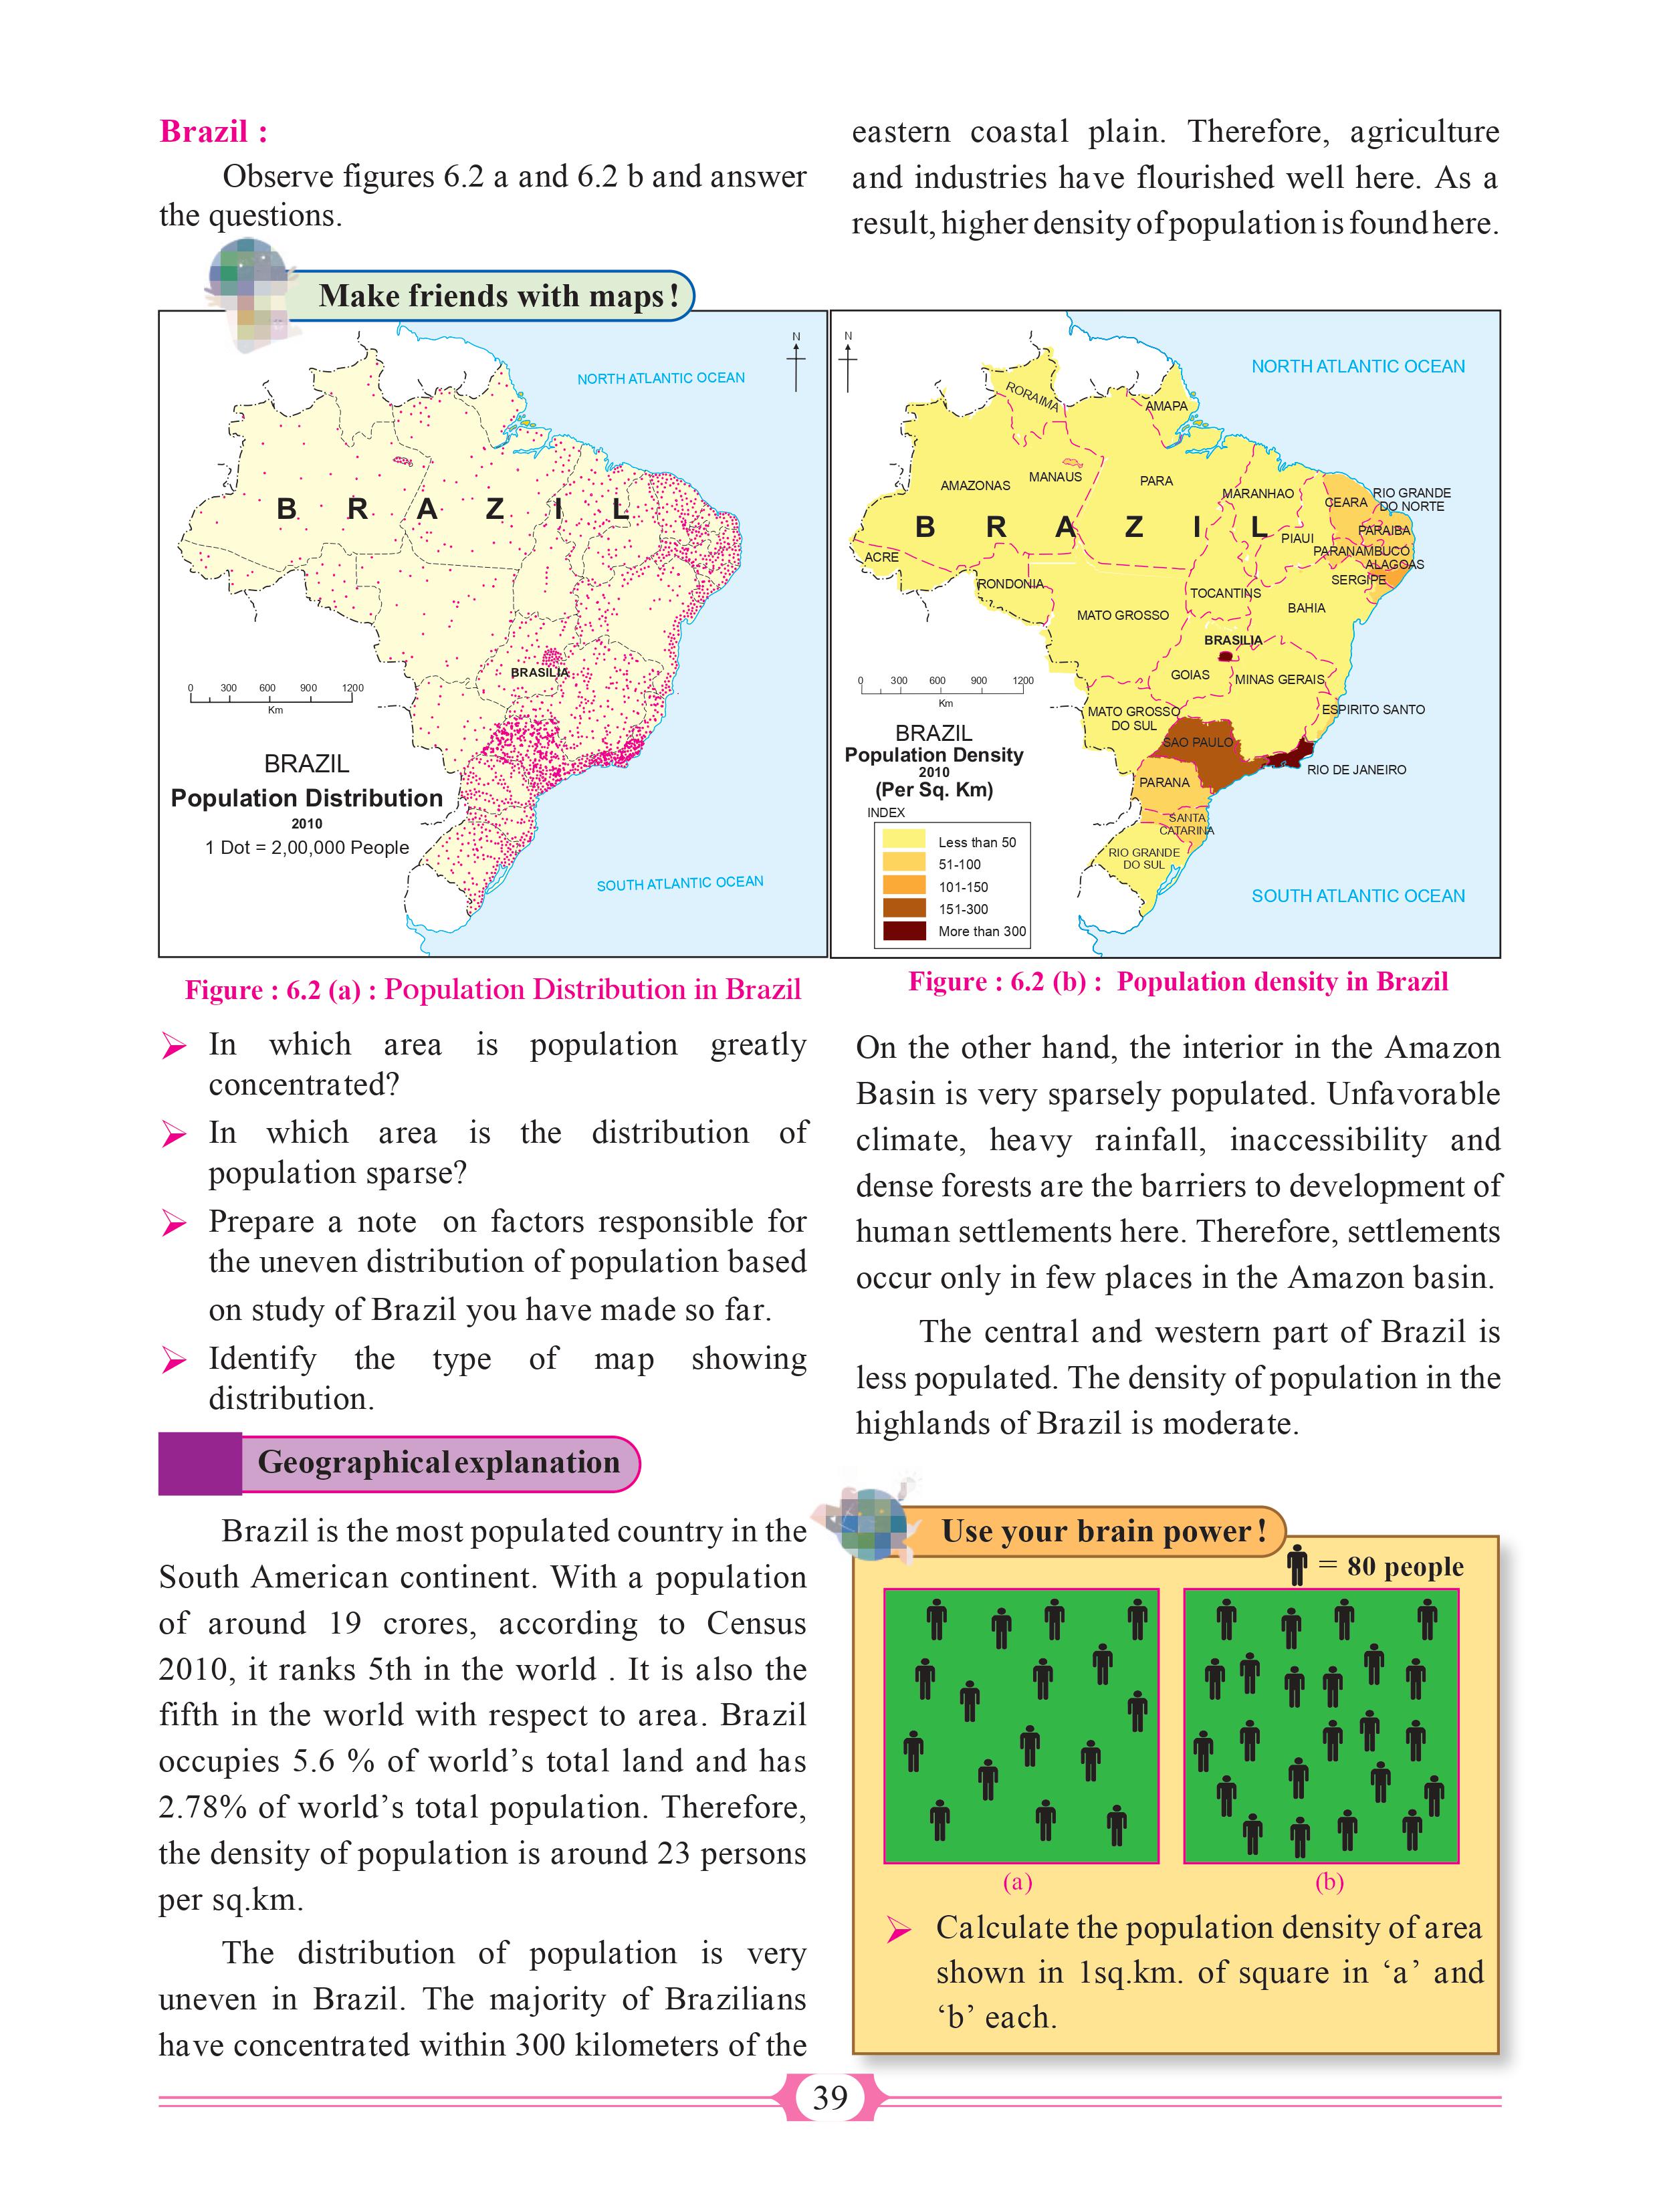 Brazil :
Observe figures 6.2 a and 6.2 b and answer
the questions.
eastern coastal plain. Therefore, agriculture
and industries have flourished well here. As a
result, higher density of population is found here.
Make friends with maps !
N
NORTH ATLANTIC OCEAN
B R A Z I L
BRASILIA
0 300 600 900 1200
Km
BRAZIL
Population Distribution
2010
1 Dot = 2,00,000 People
SOUTH ATLANTIC OCEAN
N
NORTH ATLANTIC OCEAN
RORAIMA
AMAPA
AMAZONAS
MANAUS
PARA
MARANHAO
CEARA
RIO GRANDE
DO NORTE
B R A Z I L
PIAUI
PARAIBA
PARANAMBUCO
ALAGOAS
SERGIPE
ACRE
RONDONIA
TOCANTINS
BAHIA
MATO GROSSO
BRASILIA
GOIAS
MINAS GERAIS
0 300 600 900 1200
Km
MATO GROSSO
DO SUL
ESPIRITO SANTO
SAO PAULO
RIO DE JANEIRO
PARANA
SANTA
CATARINA
RIO GRANDE
DO SUL
BRAZIL
Population Density
2010
(Per Sq. Km)
INDEX
Less than 50
51-100
101-150
151-300
More than 300
SOUTH ATLANTIC OCEAN
Figure : 6.2 (a) : Population Distribution in Brazil
Figure : 6.2 (b) : Population density in Brazil
In which area is population greatly
concentrated?
In which area is the distribution of
population sparse?
Prepare a note on factors responsible for
the uneven distribution of population based
on study of Brazil you have made so far.
Identify the type of map showing
distribution.
Geographical explanation
Brazil is the most populated country in the
South American continent. With a population
of around 19 crores, according to Census
2010, it ranks 5th in the world . It is also the
fifth in the world with respect to area. Brazil
occupies 5.6 % of world's total land and has
2.78% of world's total population. Therefore,
the density of population is around 23 persons
per sq.km.
The distribution of population is very
uneven in Brazil. The majority of Brazilians
have concentrated within 300 kilometers of the
On the other hand, the interior in the Amazon
Basin is very sparsely populated. Unfavorable
climate, heavy rainfall, inaccessibility and
dense forests are the barriers to development of
human settlements here. Therefore, settlements
occur only in few places in the Amazon basin.
The central and western part of Brazil is
less populated. The density of population in the
highlands of Brazil is moderate.
Use your brain power !
= 80 people
(a)
(b)
Calculate the population density of area
shown in 1sq.km. of square in ‘a’ and
‘b’ each.
39